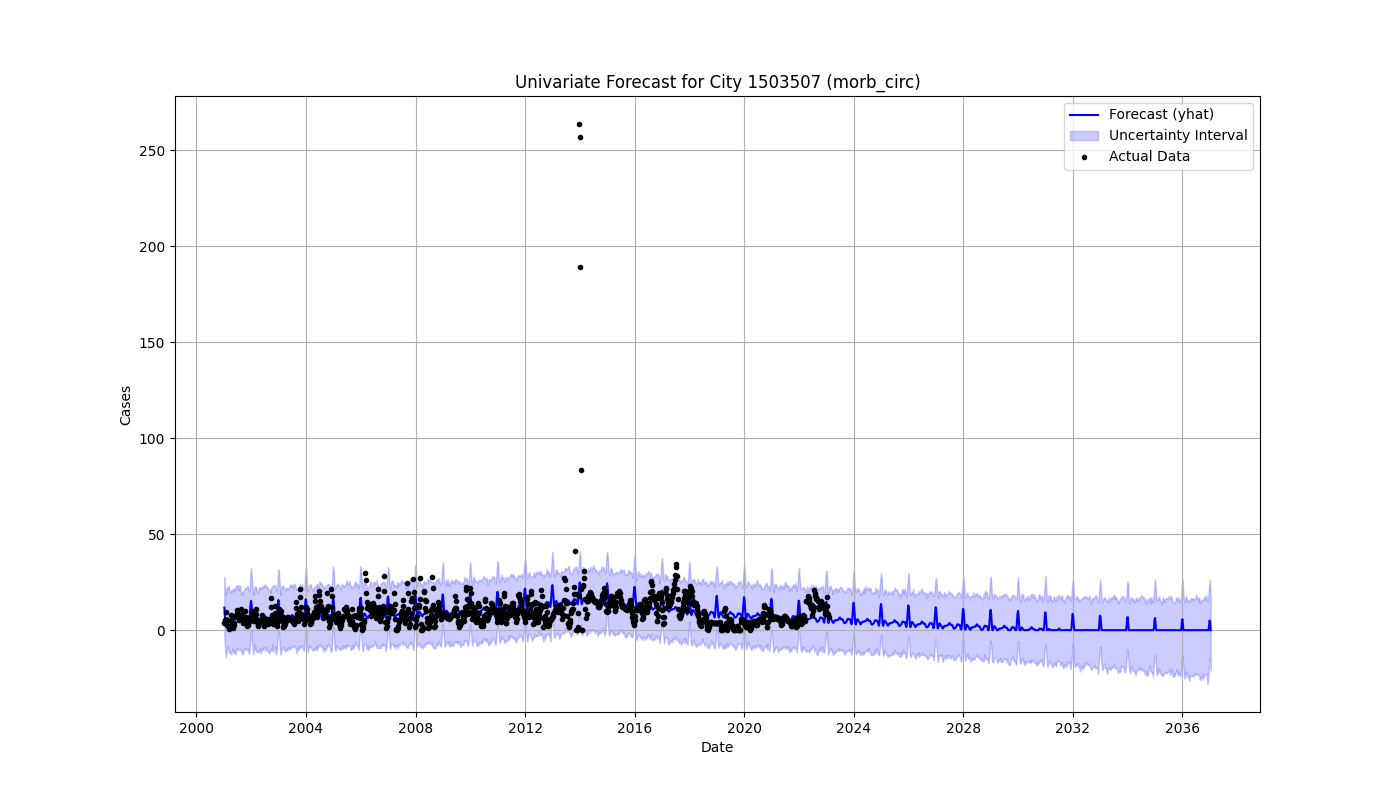 Univariate Forecast for City 1503507 (morb_circ)
Forecast (yhat)
Uncertainty Interval
Actual Data
250
200
150
100
50
0
Cases
2000 2004 2008 2012 2016 2020 2024 2028 2032 2036
Date